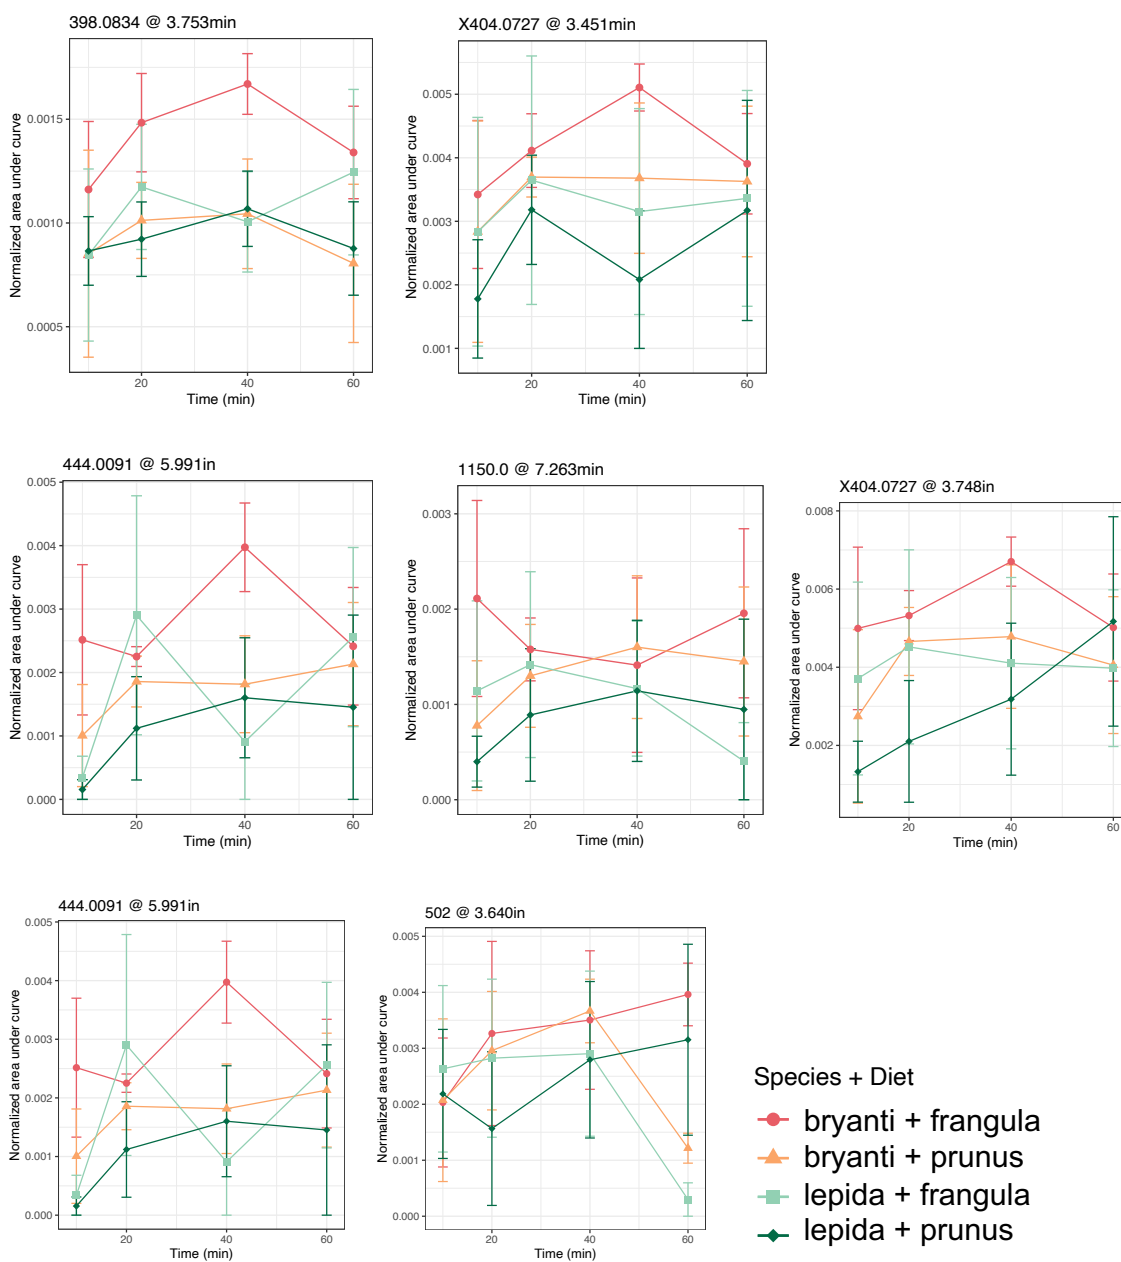 398.0834 @ 3.753min
X404.0727 @ 3.451min
Normalized area under curve
0.0015
0.0010
0.0005
20 40 60
Time (min)
Normalized area under curve
0.005
0.004
0.003
0.002
0.001
20 40 60
Time (min)
444.0091 @ 5.991in
1150.0 @ 7.263min
X404.0727 @ 3.748in
Normalized area under curve
0.005
0.004
0.003
0.002
0.001
0.000
20 40 60
Time (min)
Normalized area under curve
0.003
0.002
0.001
0.000
20 40 60
Time (min)
Normalized area under curve
0.008
0.006
0.004
0.002
20 40 60
Time (min)
444.0091 @ 5.991in
502 @ 3.640in
Normalized area under curve
0.005
0.004
0.003
0.002
0.001
0.000
20 40 60
Time (min)
Normalized area under curve
0.005
0.004
0.003
0.002
0.001
0.000
20 40 60
Time (min)
Species + Diet
bryanti + frangula
bryanti + prunus
lepida + frangula
lepida + prunus